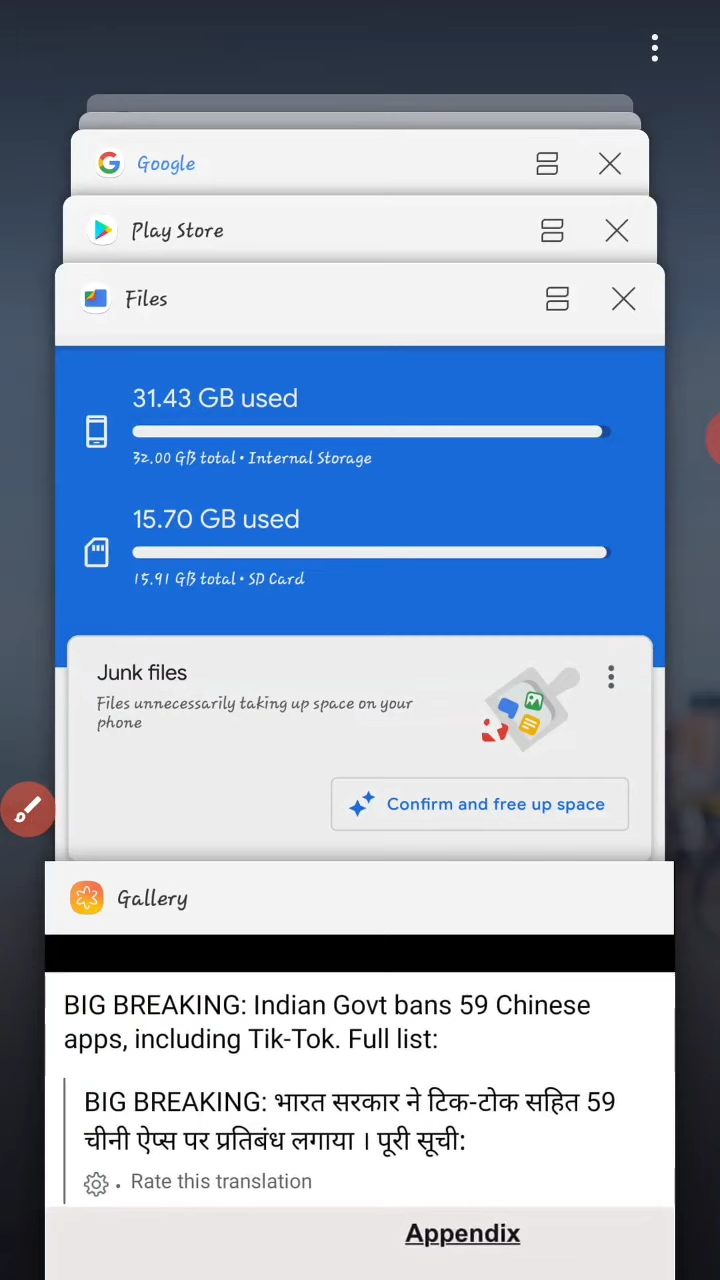 Google
Play Store
Files
31.43 GB used
32.00 GB total • Internal Storage
15.70 GB used
15.91 GB total • SD Card
Junk files
Files unnecessarily taking up space on your
phone
Confirm and free up space
Gallery
BIG BREAKING: Indian Govt bans 59 Chinese
apps, including Tik-Tok. Full list:
BIG BREAKING: भारत सरकार ने टिक-टोक सहित 59
चीनी ऐप्स पर प्रतिबंध लगाया । पूरी सूची:
• Rate this translation
Appendix